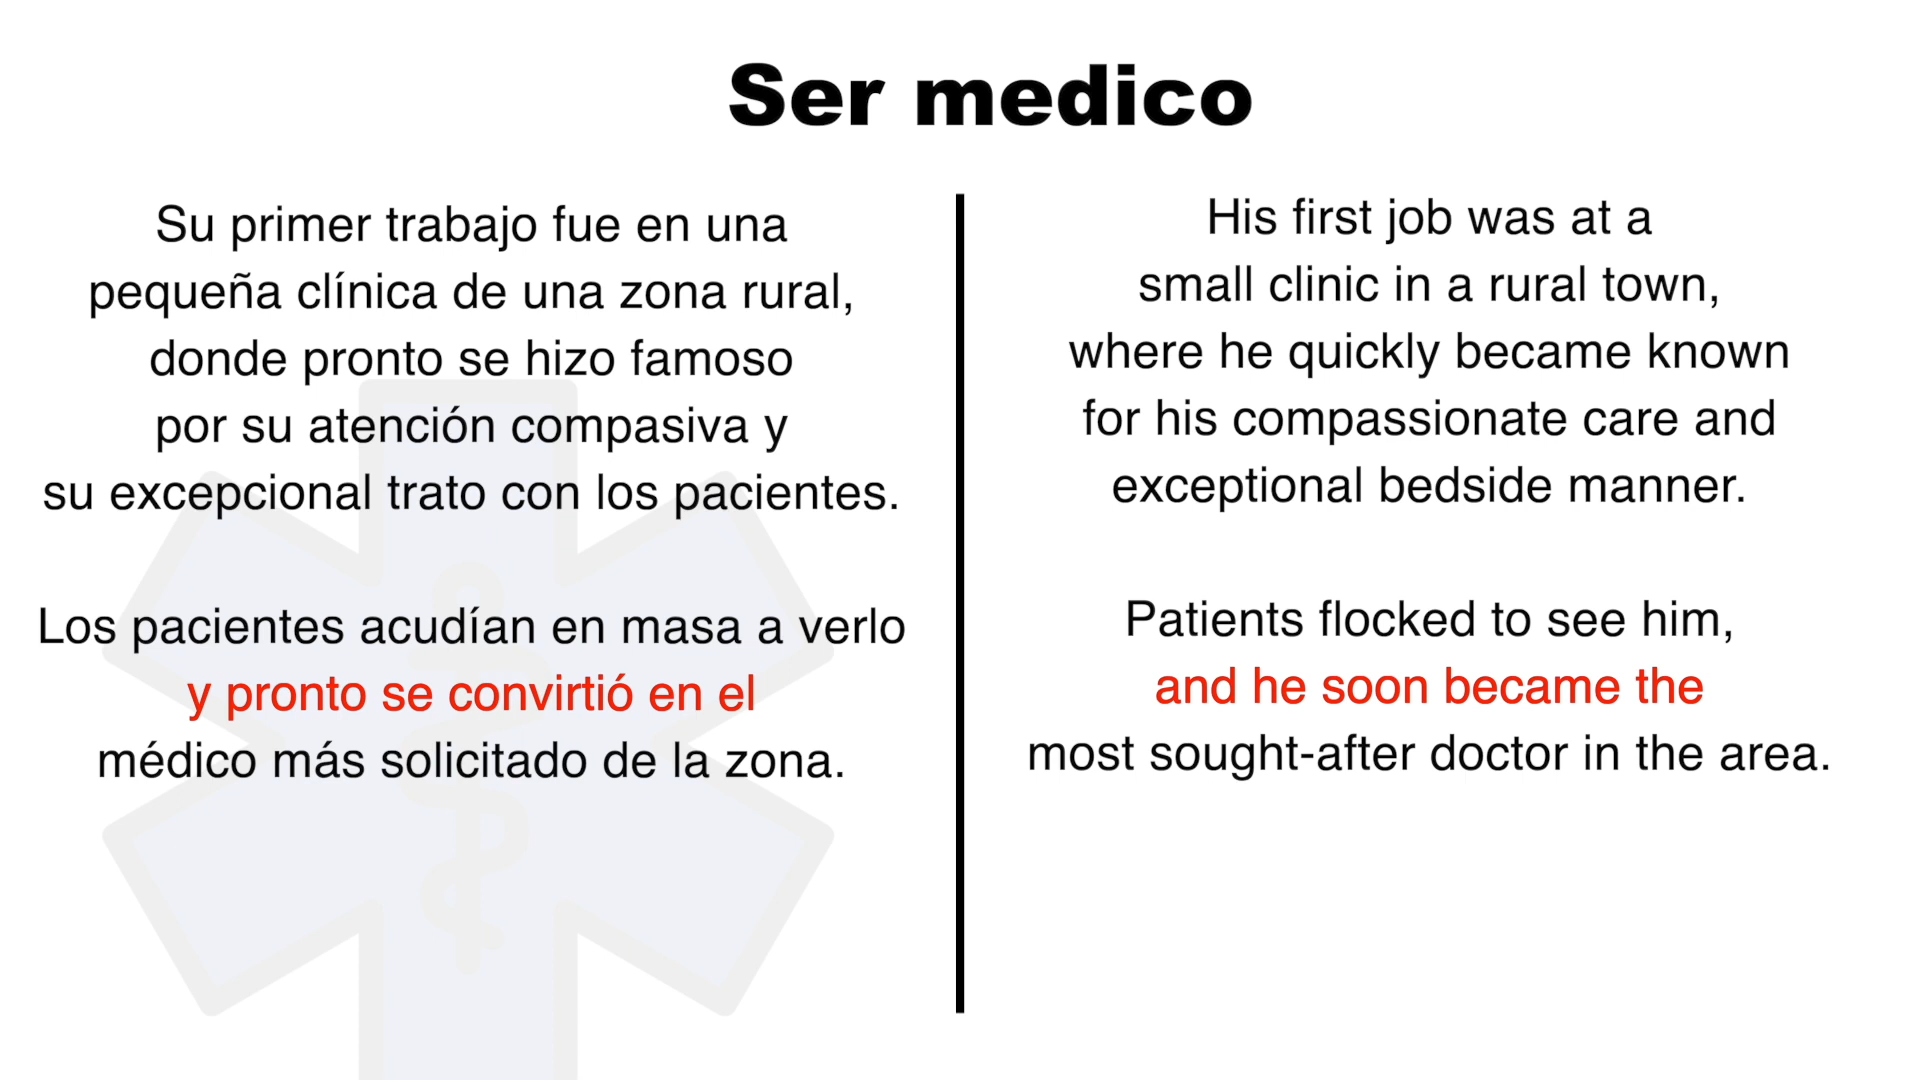 Ser medico
Su primer trabajo fue en una
pequeña clínica de una zona rural,
donde pronto se hizo famoso
por su atención compasiva y
su excepcional trato con los pacientes.
Los pacientes acudían en masa a verlo
y pronto se convirtió en el
médico más solicitado de la zona.
His first job was at a
small clinic in a rural town,
where he quickly became known
for his compassionate care and
exceptional bedside manner.
Patients flocked to see him,
and he soon became the
most sought-after doctor in the area.